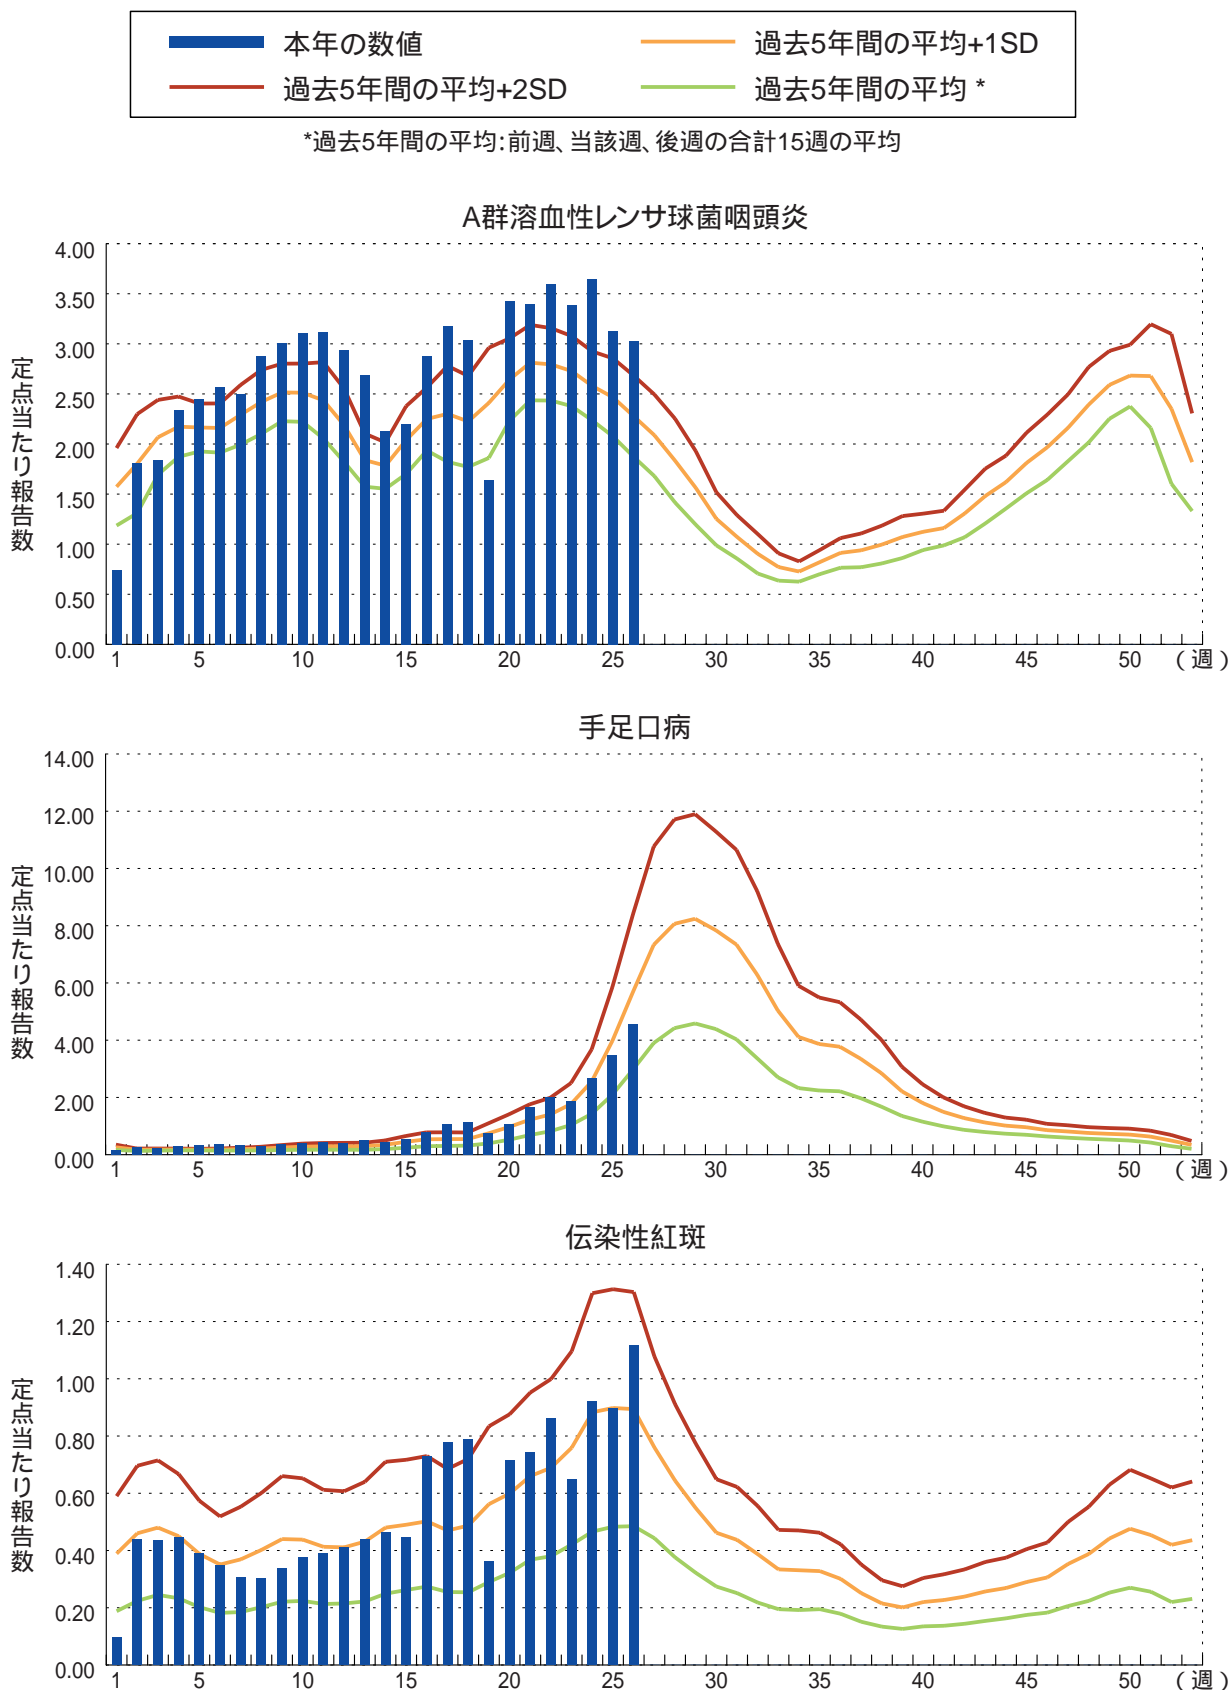 本年の数値
過去5年間の平均+1SD
過去5年間の平均+2SD
過去5年間の平均 *
*過去5年間の平均:前週、当該週、後週の合計15週の平均
A群溶血性レンサ球菌咽頭炎
定点当たり報告数
4.00
3.50
3.00
2.50
2.00
1.50
1.00
0.50
0.00
1 5 10 15 20 25 30 35 40 45 50 (週)
手足口病
定点当たり報告数
14.00
12.00
10.00
8.00
6.00
4.00
2.00
0.00
1 5 10 15 20 25 30 35 40 45 50 (週)
伝染性紅斑
定点当たり報告数
1.40
1.20
1.00
0.80
0.60
0.40
0.20
0.00
1 5 10 15 20 25 30 35 40 45 50 (週)